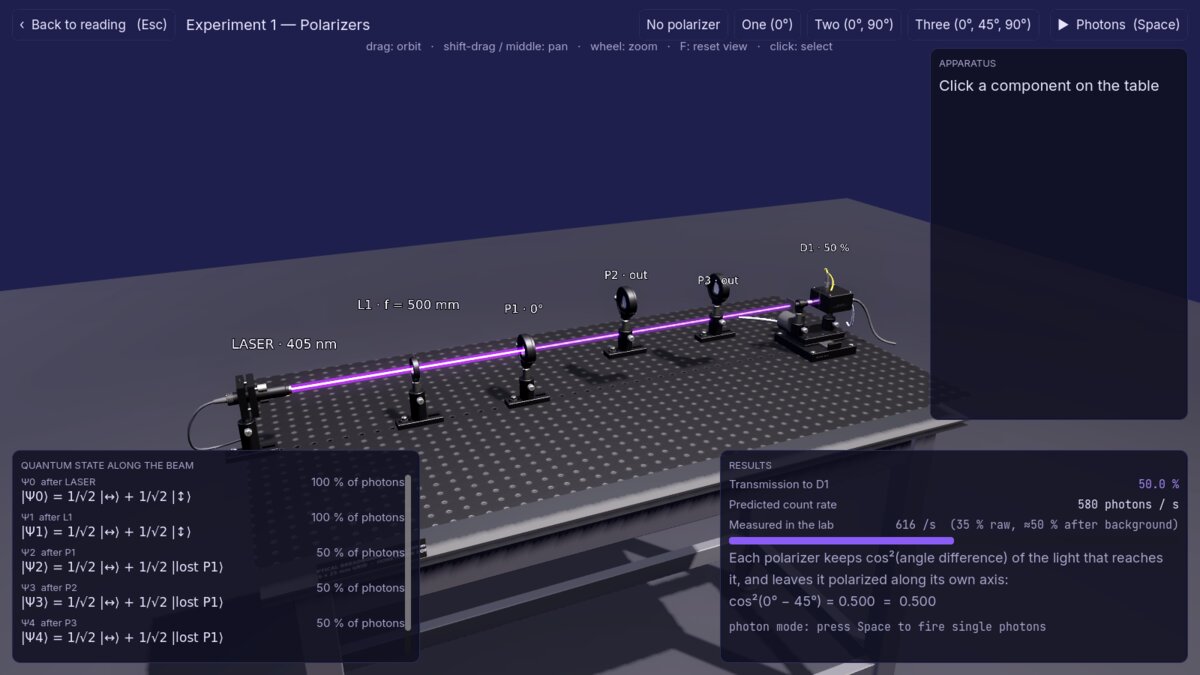 ‹ Back to reading (Esc)
Experiment 1 — Polarizers
No polarizer
One (0°)
Two (0°, 90°)
Three (0°, 45°, 90°)
▶ Photons (Space)
drag: orbit · shift-drag / middle: pan · wheel: zoom · F: reset view · click: select
APPARATUS
Click a component on the table
D1 · 50 %
P3 · out
P2 · out
P1 · 0°
L1 · f = 500 mm
LASER · 405 nm
QUANTUM STATE ALONG THE BEAM
Ψ0 after LASER
100 % of photons
|Ψ0⟩ = 1/√2 |↔⟩ + 1/√2 |↕⟩
Ψ1 after L1
100 % of photons
|Ψ1⟩ = 1/√2 |↔⟩ + 1/√2 |↕⟩
Ψ2 after P1
50 % of photons
|Ψ2⟩ = 1/√2 |↔⟩ + 1/√2 |lost P1⟩
Ψ3 after P2
50 % of photons
|Ψ3⟩ = 1/√2 |↔⟩ + 1/√2 |lost P1⟩
Ψ4 after P3
50 % of photons
|Ψ4⟩ = 1/√2 |↔⟩ + 1/√2 |lost P1⟩
RESULTS
Transmission to D1 50.0 %
Predicted count rate 580 photons / s
Measured in the lab 616 /s (35 % raw, ≈50 % after background)
Each polarizer keeps cos²(angle difference) of the light that reaches
it, and leaves it polarized along its own axis:
cos²(0° − 45°) = 0.500 = 0.500
photon mode: press Space to fire single photons